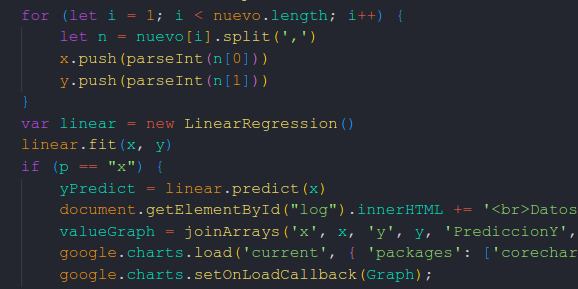 for (let i = 1; i < nuevo.length; i++) {
let n = nuevo[i].split(',')
x.push(parseInt(n[0]))
y.push(parseInt(n[1]))
}
var linear = new LinearRegression()
linear.fit(x, y)
if (p == "x") {
yPredict = linear.predict(x)
document.getElementById("log").innerHTML += '<br>Datos
valueGraph = joinArrays('x', x, 'y', y, 'PrediccionY',
google.charts.load('current', { 'packages': ['corechar
google.charts.setOnLoadCallback(Graph);